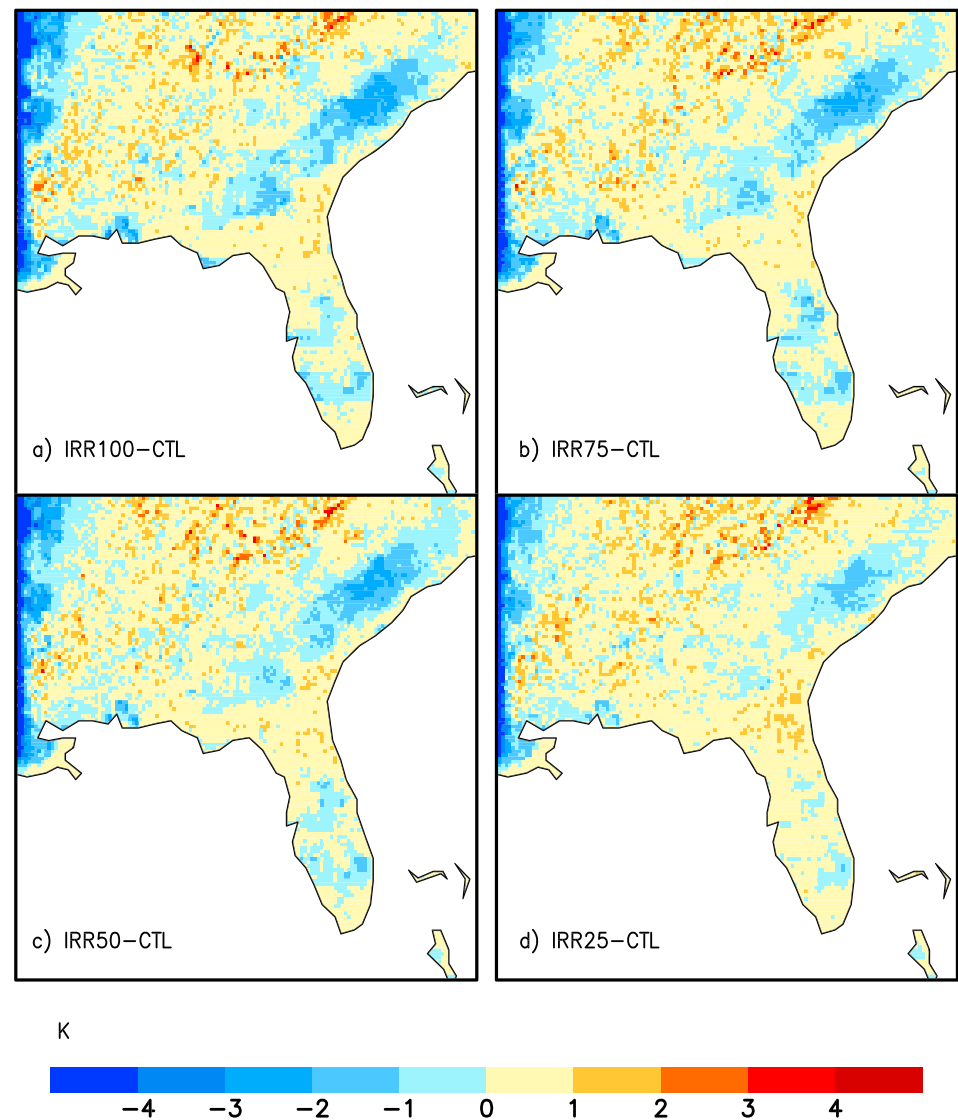 a) IRR100−CTL
b) IRR75−CTL
c) IRR50−CTL
d) IRR25−CTL
K
−4 −3 −2 −1 0 1 2 3 4